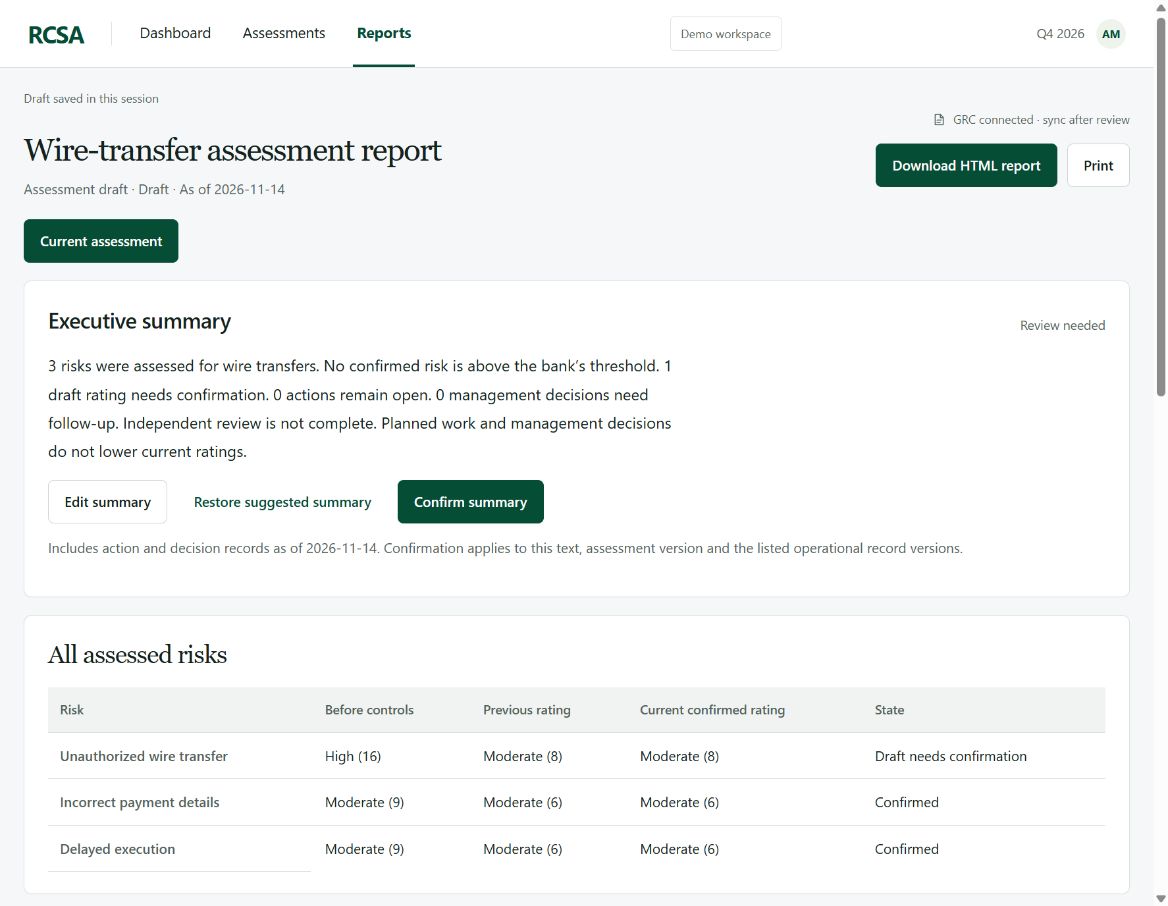 RCSA
Dashboard
Assessments
Reports
Demo workspace
Q4 2026
AM
Draft saved in this session
GRC connected · sync after review
Wire-transfer assessment report
Download HTML report
Print
Assessment draft · Draft · As of 2026-11-14
Current assessment
Executive summary
Review needed
3 risks were assessed for wire transfers. No confirmed risk is above the bank’s threshold. 1
draft rating needs confirmation. 0 actions remain open. 0 management decisions need
follow-up. Independent review is not complete. Planned work and management decisions
do not lower current ratings.
Edit summary
Restore suggested summary
Confirm summary
Includes action and decision records as of 2026-11-14. Confirmation applies to this text, assessment version and the listed operational record versions.
All assessed risks
Risk Before controls Previous rating Current confirmed rating State
Unauthorized wire transfer High (16) Moderate (8) Moderate (8) Draft needs confirmation
Incorrect payment details Moderate (9) Moderate (6) Moderate (6) Confirmed
Delayed execution Moderate (9) Moderate (6) Moderate (6) Confirmed